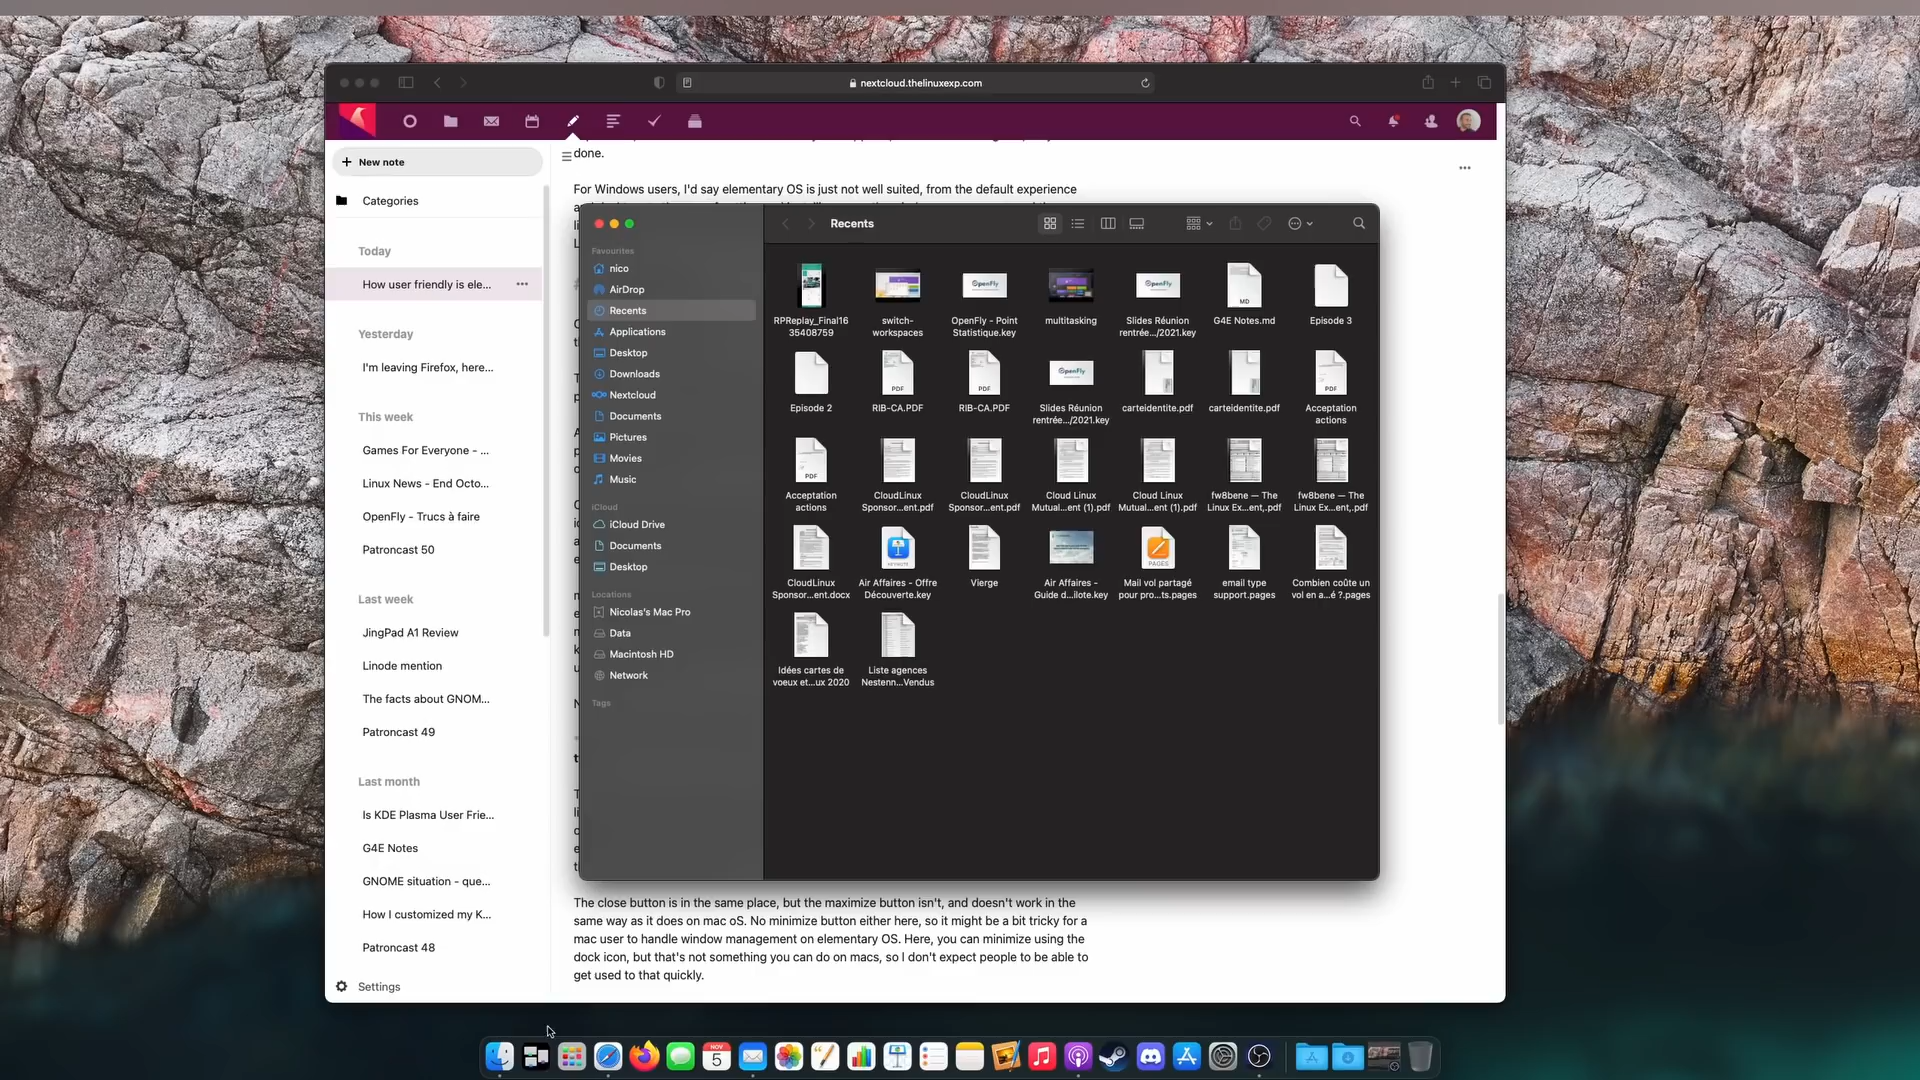 nextcloud.thelinuxexp.com
New note
Categories
Today
How user friendly is ele...
Yesterday
I'm leaving Firefox, here...
This week
Games For Everyone - ...
Linux News - End Octo...
OpenFly - Trucs à faire
Patroncast 50
Last week
JingPad A1 Review
Linode mention
The facts about GNOM...
Patroncast 49
Last month
Is KDE Plasma User Frie...
G4E Notes
GNOME situation - que...
How I customized my K...
Patroncast 48
Settings
done.
For Windows users, I'd say elementary OS is just not well suited, from the default experience
Recents
Favourites
nico
AirDrop
Recents
Applications
Desktop
Downloads
Nextcloud
Documents
Pictures
Movies
Music
iCloud
iCloud Drive
Documents
Desktop
Locations
Nicolas's Mac Pro
Data
Macintosh HD
Network
Tags
RPReplay_Final16
35408759
switch-
workspaces
OpenFly
OpenFly - Point
Statistique.key
multitasking
OpenFly
Slides Réunion
rentrée.../2021.key
MD
G4E Notes.md
Episode 3
Episode 2
PDF
RIB-CA.PDF
PDF
RIB-CA.PDF
OpenFly
Slides Réunion
rentrée.../2021.key
carteidentite.pdf
carteidentite.pdf
PDF
Acceptation
actions
PDF
Acceptation
actions
CloudLinux
Sponsor...ent.pdf
CloudLinux
Sponsor...ent.pdf
Cloud Linux
Mutual...ent (1).pdf
Cloud Linux
Mutual...ent (1).pdf
fw8bene — The
Linux Ex...ent,.pdf
fw8bene — The
Linux Ex...ent,.pdf
CloudLinux
Sponsor...ent.docx
KEYNOTE
Air Affaires - Offre
Découverte.key
Vierge
Air Affaires -
Guide d...ilote.key
PAGES
Mail vol partagé
pour pro...ts.pages
email type
support.pages
Combien coûte un
vol en a...é ?.pages
Idées cartes de
voeux et...ux 2020
Liste agences
Nestenn...Vendus
The close button is in the same place, but the maximize button isn't, and doesn't work in the
same way as it does on mac oS. No minimize button either here, so it might be a bit tricky for a
mac user to handle window management on elementary OS. Here, you can minimize using the
dock icon, but that's not something you can do on macs, so I don't expect people to be able to
get used to that quickly.
NOV
5